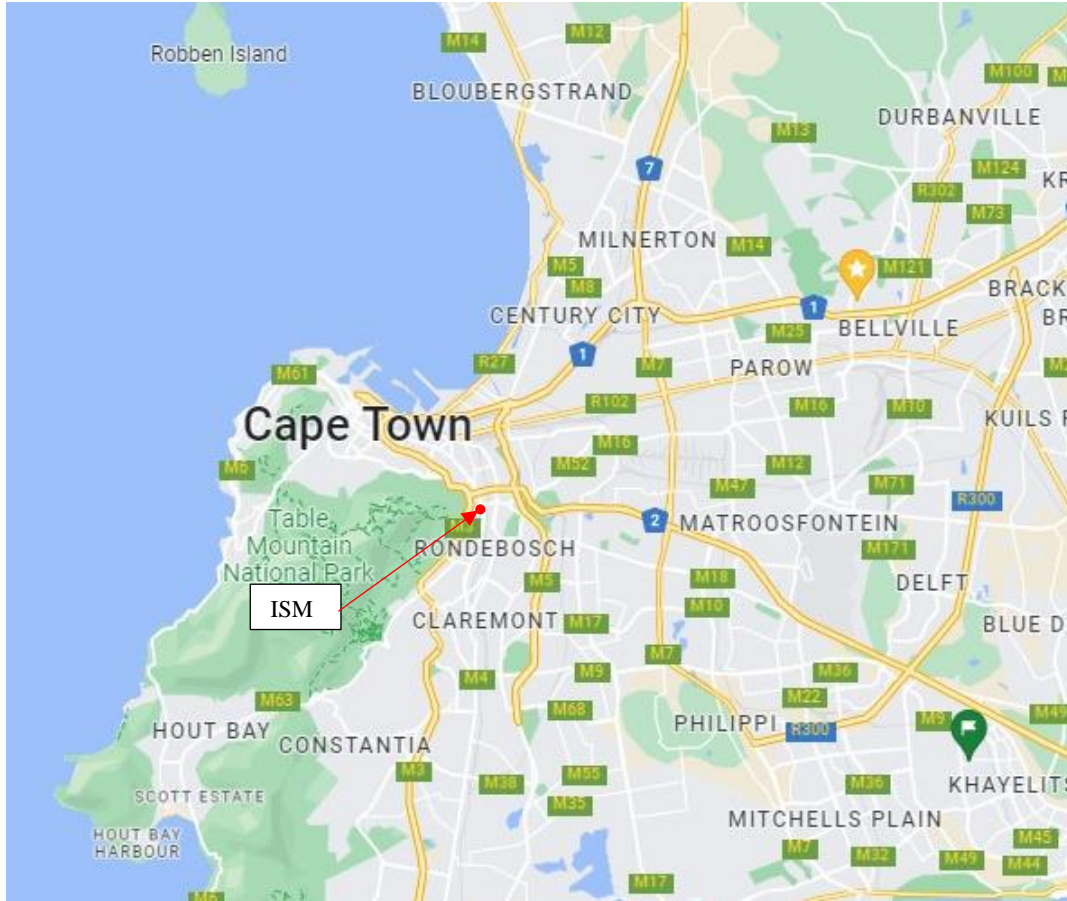 M14
M12
Robben Island
M100
BLOUBERGSTRAND
DURBANVILLE
M13
7
M124
KR
R302
M73
MILNERTON
M14
M5
M121
M8
BRACK
CENTURY CITY
1
BR
M25
BELLVILLE
1
R27
M7
PAROW
M61
R102
M16
M10
Cape Town
M16
KUILS R
M6
M52
M12
M47
M71
R300
Table
Mountain
National Park
2
MATROOSFONTEIN
RONDEBOSCH
M171
M18
M5
DELFT
ISM
M10
CLAREMONT
M17
BLUE D
M7
M4
M9
M36
M63
M22
M68
M9
M49
HOUT BAY
PHILIPPI
R300
CONSTANTIA
M3
M38
M55
M36
KHAYELITS
SCOTT ESTATE
M35
MITCHELLS PLAIN
HOUT BAY
HARBOUR
M45
M7
M32
M49
M44
M17
M6